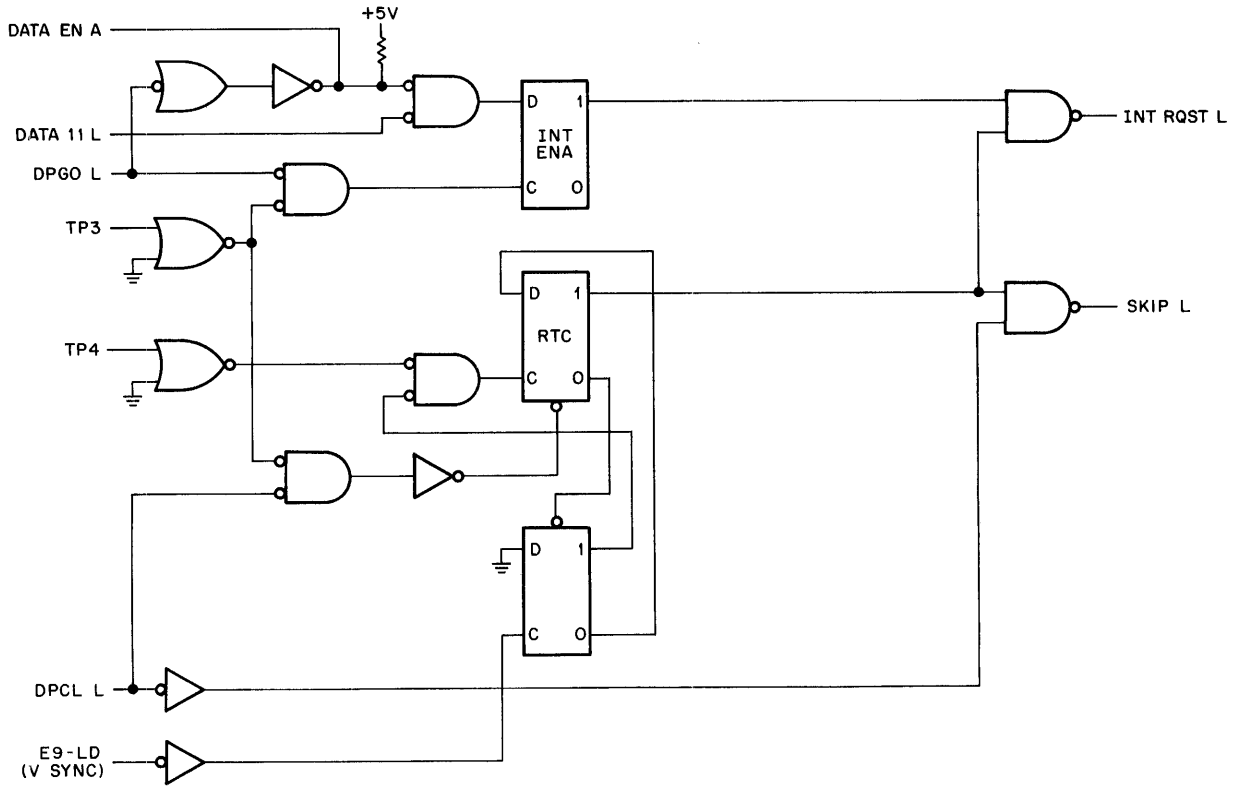 +5V
DATA EN A
DATA 11 L
DPGO L
TP3
TP4
DPCL L
E9-LD
(V SYNC)
D 1
INT
ENA
C 0
D 1
RTC
C 0
D 1
C 0
INT RQST L
SKIP L